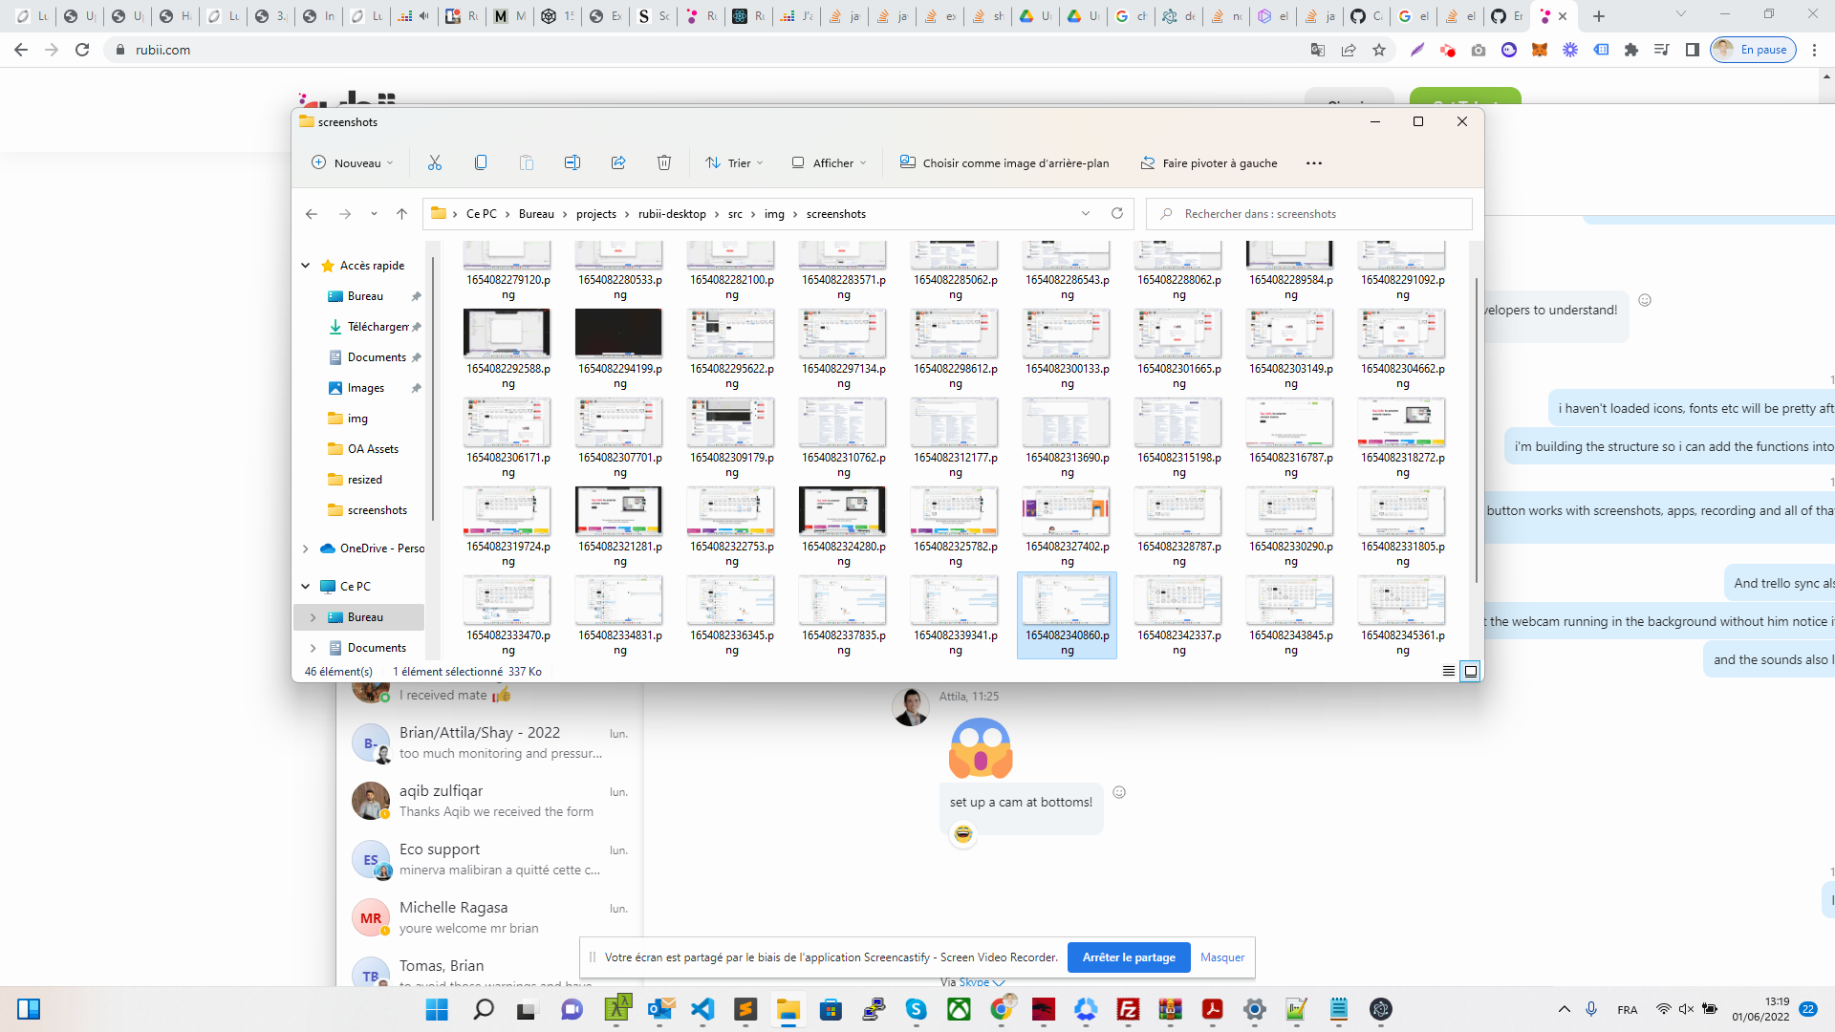 rubii.com
En pause
screenshots
Nouveau
Trier
Afficher
Choisir comme image d'arrière-plan
Faire pivoter à gauche
Ce PC > Bureau > projects > rubii-desktop > src > img > screenshots
Rechercher dans : screenshots
Accès rapide
Bureau
Téléchargem
Documents
Images
img
OA Assets
resized
screenshots
OneDrive - Perso
Ce PC
Bureau
Documents
1654082279120.png
1654082280533.png
1654082282100.png
1654082283571.png
1654082285062.png
1654082286543.png
1654082288062.png
1654082289584.png
1654082291092.png
1654082292588.png
1654082294199.png
1654082295622.png
1654082297134.png
1654082298612.png
1654082300133.png
1654082301665.png
1654082303149.png
1654082304662.png
1654082306171.png
1654082307701.png
1654082309179.png
1654082310762.png
1654082312177.png
1654082313690.png
1654082315198.png
1654082316787.png
1654082318272.png
1654082319724.png
1654082321281.png
1654082322753.png
1654082324280.png
1654082325782.png
1654082327402.png
1654082328787.png
1654082330290.png
1654082331805.png
1654082333470.png
1654082334831.png
1654082336345.png
1654082337835.png
1654082339341.png
1654082340860.png
1654082342337.png
1654082343845.png
1654082345361.png
46 élément(s)
1 élément sélectionné 337 Ko
velopers to understand!
i haven't loaded icons, fonts etc will be pretty aft
i'm building the structure so i can add the functions into
button works with screenshots, apps, recording and all of tha
And trello sync als
t the webcam running in the background without him notice i
and the sounds also l
I received mate
Brian/Attila/Shay - 2022
lun.
too much monitoring and pressur...
aqib zulfiqar
lun.
Thanks Aqib we received the form
ES
Eco support
lun.
minerva malibiran a quitté cette c...
MR
Michelle Ragasa
lun.
youre welcome mr brian
TB
Tomas, Brian
Attila, 11:25
set up a cam at bottoms!
Votre écran est partagé par le biais de l'application Screencastify - Screen Video Recorder.
Arrêter le partage
Masquer
Via Skype
FRA
13:19
01/06/2022
22